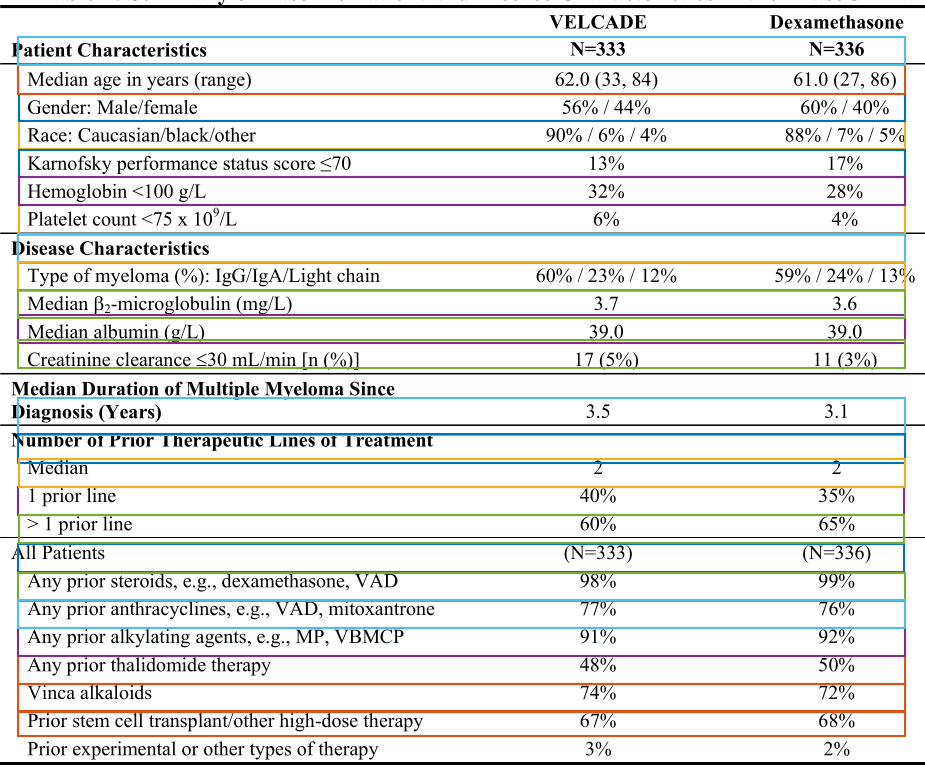 VELCADE Dexamethasone
Patient Characteristics N=333 N=336
Median age in years (range) 62.0 (33, 84) 61.0 (27, 86)
Gender: Male/female 56% / 44% 60% / 40%
Race: Caucasian/black/other 90% / 6% / 4% 88% / 7% / 5%
Karnofsky performance status score ≤70 13% 17%
Hemoglobin <100 g/L 32% 28%
Platelet count <75 x 10⁹/L 6% 4%
Disease Characteristics
Type of myeloma (%): IgG/IgA/Light chain 60% / 23% / 12% 59% / 24% / 13%
Median β₂-microglobulin (mg/L) 3.7 3.6
Median albumin (g/L) 39.0 39.0
Creatinine clearance ≤30 mL/min [n (%)] 17 (5%) 11 (3%)
Median Duration of Multiple Myeloma Since
Diagnosis (Years) 3.5 3.1
Number of Prior Therapeutic Lines of Treatment
Median 2 2
1 prior line 40% 35%
> 1 prior line 60% 65%
All Patients (N=333) (N=336)
Any prior steroids, e.g., dexamethasone, VAD 98% 99%
Any prior anthracyclines, e.g., VAD, mitoxantrone 77% 76%
Any prior alkylating agents, e.g., MP, VBMCP 91% 92%
Any prior thalidomide therapy 48% 50%
Vinca alkaloids 74% 72%
Prior stem cell transplant/other high-dose therapy 67% 68%
Prior experimental or other types of therapy 3% 2%